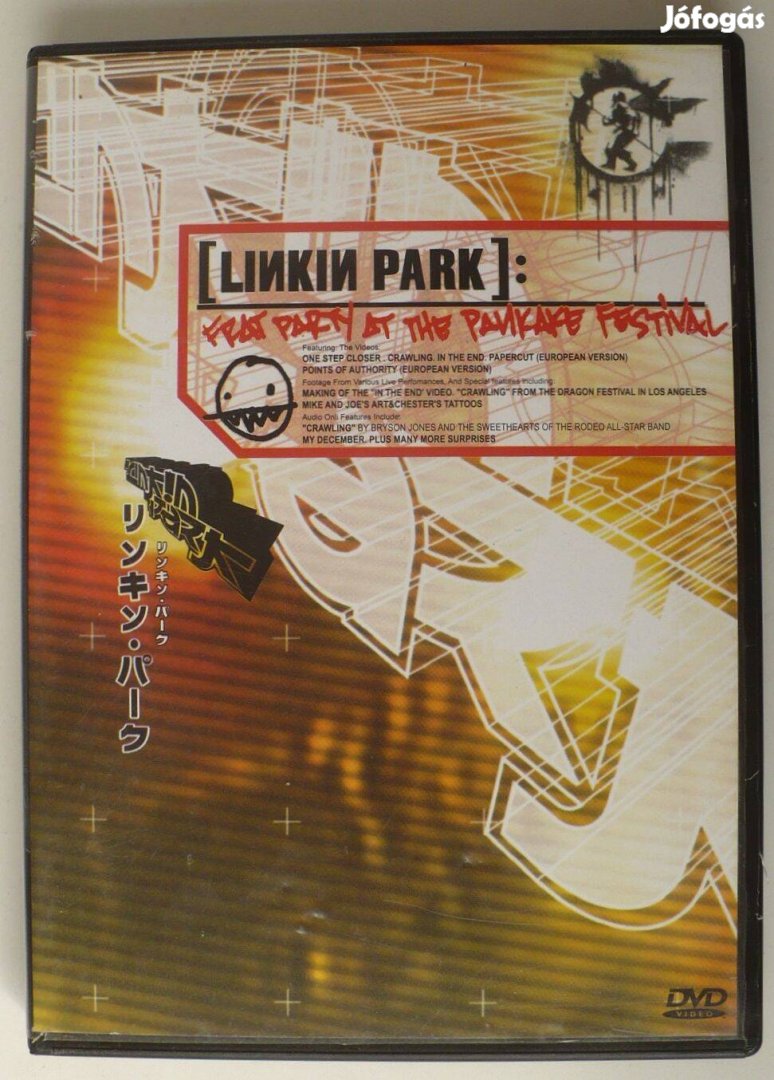 Jófogás
[LIИKIИ PARK]:
FRAT PARTY AT THE PANKAKE FESTIVAL
Featuring: The Videos:
ONE STEP CLOSER . CRAWLING. IN THE END. PAPERCUT (EUROPEAN VERSION)
POINTS OF AUTHORITY (EUROPEAN VERSION)
Footage From Various Live Perfomances, And Special features Including:
MAKING OF THE "IN THE END' VIDEO. "CRAWLING" FROM THE DRAGON FESTIVAL IN LOS ANGELES
MIKE AND JOE'S ART&CHESTER'S TATTOOS
Audio Onli Features Include:
"CRAWLING" BY BRYSON JONES AND THE SWEETHEARTS OF THE RODEO ALL-STAR BAND
MY DECEMBER. PLUS MANY MORE SURPRISES
リンキン・パーク
リンキン・パーク
DVD
VIDEO